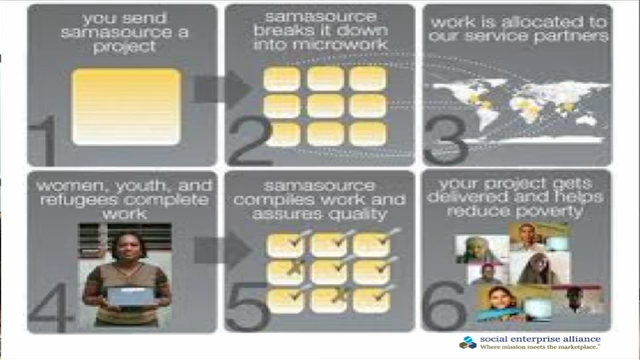 you send
samasource a
project
1
samasource
breaks it down
into microwork
2
work is allocated to
our service partners
3
women, youth, and
refugees complete
work
4
samasource
compiles work and
assures quality
5
your project gets
delivered and helps
reduce poverty
6
social enterprise alliance
Where mission meets the marketplace.